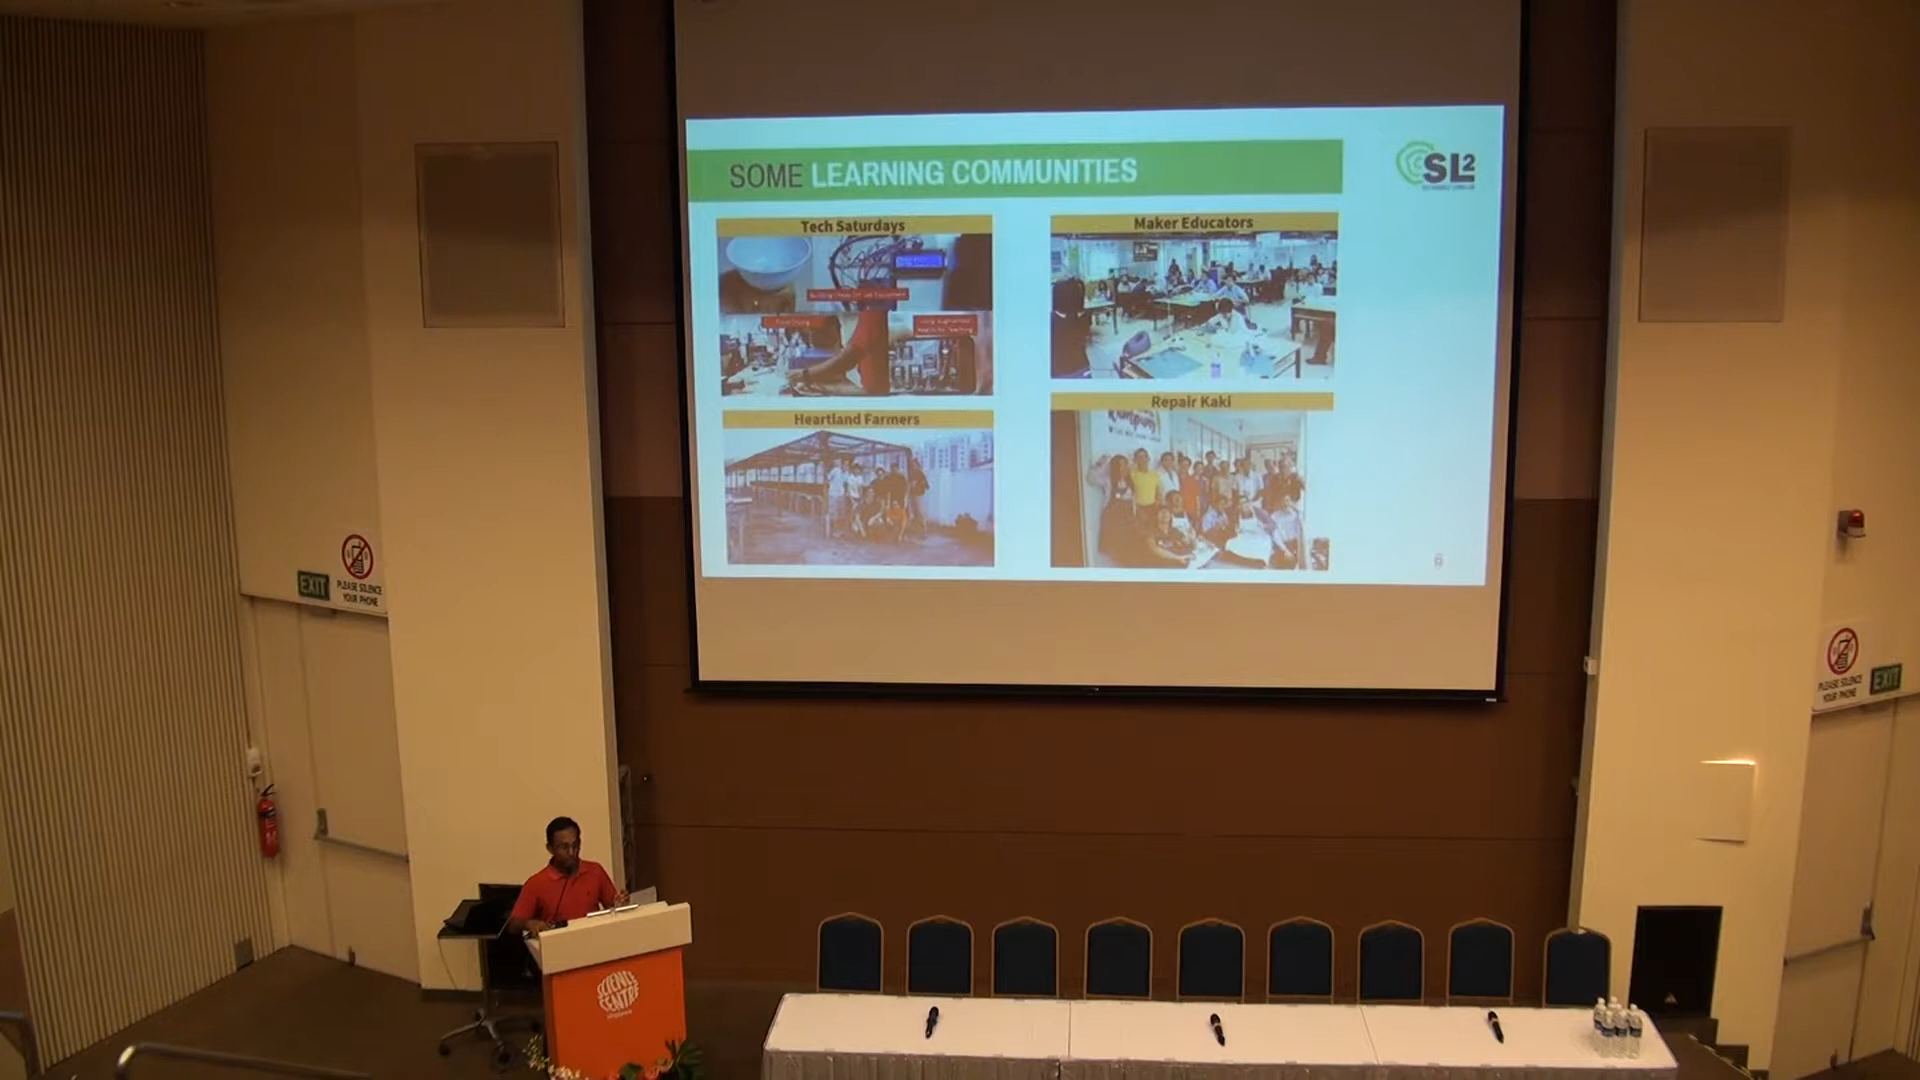 SOME LEARNING COMMUNITIES
SL2
Tech Saturdays
Maker Educators
Heartland Farmers
Repair Kaki
EXIT
PLEASE SILENCE
YOUR PHONE
PLEASE SILENCE
YOUR PHONE
EXIT
SCIENCE
CENTRE